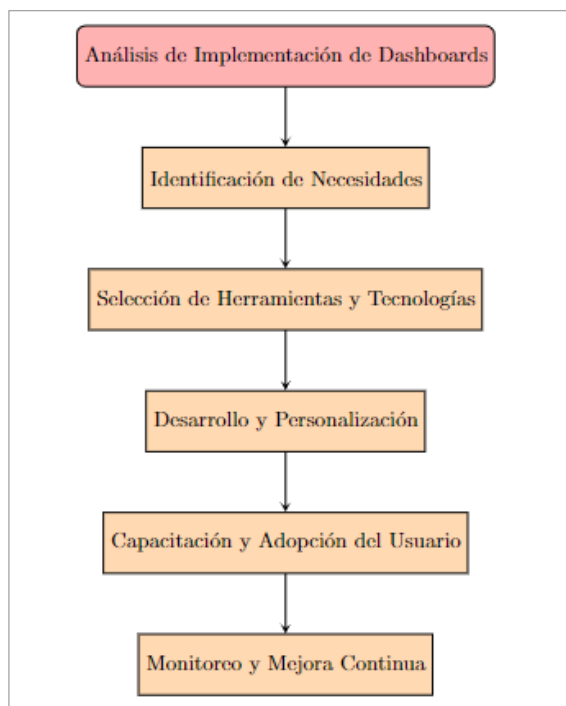 Análisis de Implementación de Dashboards
Identificación de Necesidades
Selección de Herramientas y Tecnologías
Desarrollo y Personalización
Capacitación y Adopción del Usuario
Monitoreo y Mejora Continua